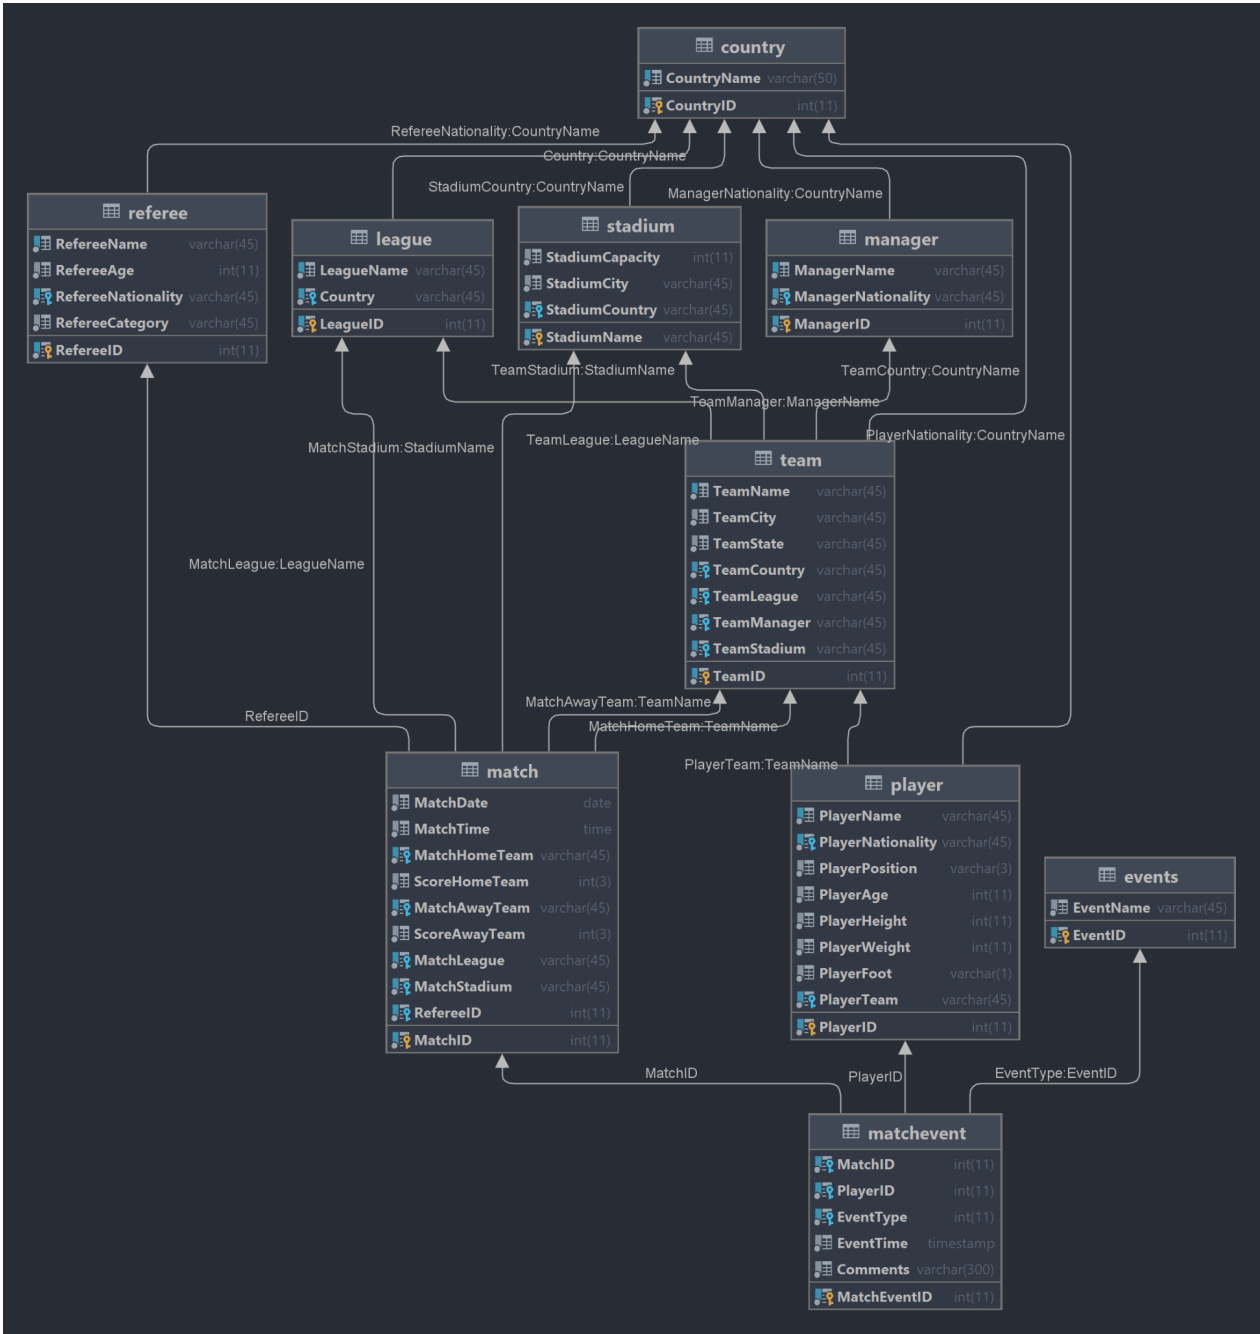 country
CountryName varchar(50)
CountryID int(11)
RefereeNationality:CountryName
Country:CountryName
StadiumCountry:CountryName
ManagerNationality:CountryName
referee
RefereeName varchar(45)
RefereeAge int(11)
RefereeNationality varchar(45)
RefereeCategory varchar(45)
RefereeID int(11)
league
LeagueName varchar(45)
Country varchar(45)
LeagueID int(11)
stadium
StadiumCapacity int(11)
StadiumCity varchar(45)
StadiumCountry varchar(45)
StadiumName varchar(45)
manager
ManagerName varchar(45)
ManagerNationality varchar(45)
ManagerID int(11)
TeamStadium:StadiumName
TeamCountry:CountryName
TeamManager:ManagerName
TeamLeague:LeagueName
PlayerNationality:CountryName
MatchStadium:StadiumName
MatchLeague:LeagueName
team
TeamName varchar(45)
TeamCity varchar(45)
TeamState varchar(45)
TeamCountry varchar(45)
TeamLeague varchar(45)
TeamManager varchar(45)
TeamStadium varchar(45)
TeamID int(11)
RefereeID
MatchAwayTeam:TeamName
MatchHomeTeam:TeamName
PlayerTeam:TeamName
match
MatchDate date
MatchTime time
MatchHomeTeam varchar(45)
ScoreHomeTeam int(3)
MatchAwayTeam varchar(45)
ScoreAwayTeam int(3)
MatchLeague varchar(45)
MatchStadium varchar(45)
RefereeID int(11)
MatchID int(11)
player
PlayerName varchar(45)
PlayerNationality varchar(45)
PlayerPosition varchar(3)
PlayerAge int(11)
PlayerHeight int(11)
PlayerWeight int(11)
PlayerFoot varchar(1)
PlayerTeam varchar(45)
PlayerID int(11)
events
EventName varchar(45)
EventID int(11)
MatchID
PlayerID
EventType:EventID
matchevent
MatchID int(11)
PlayerID int(11)
EventType int(11)
EventTime timestamp
Comments varchar(300)
MatchEventID int(11)